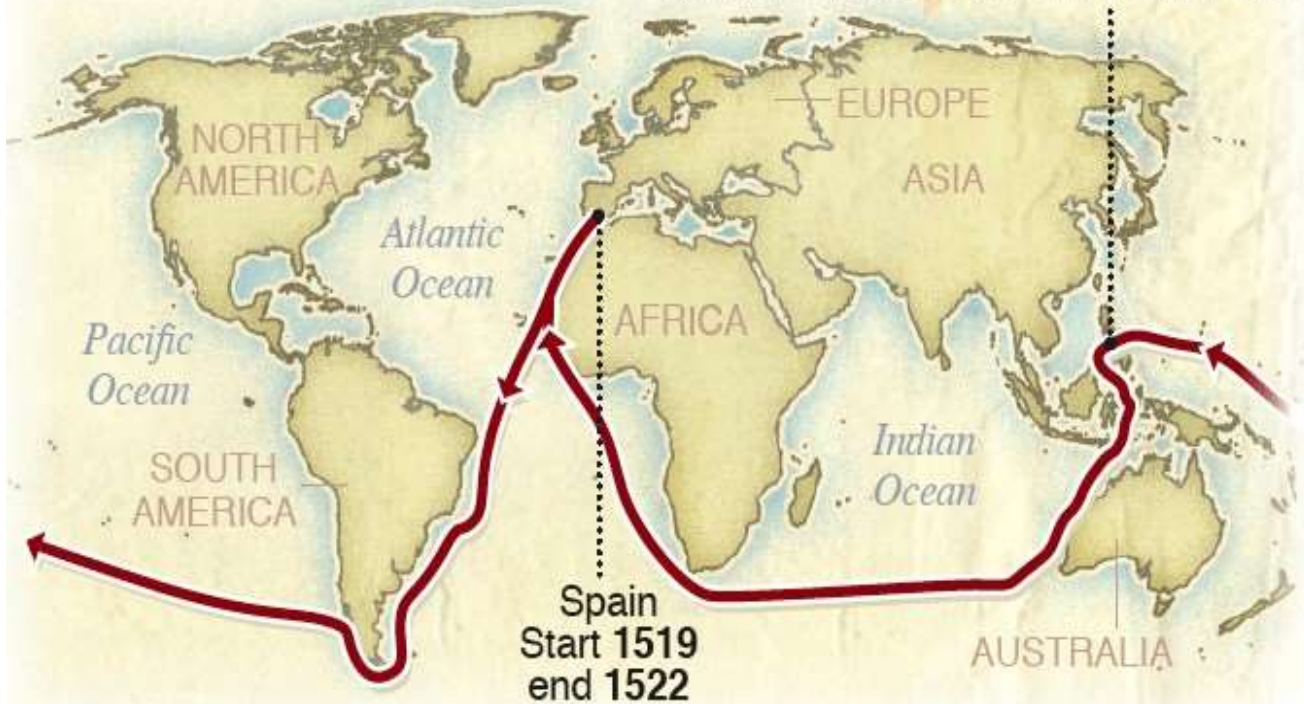 EUROPE
NORTH
AMERICA
ASIA
Atlantic
Ocean
AFRICA
Pacific
Ocean
Indian
Ocean
SOUTH
AMERICA
Spain
Start 1519
end 1522
AUSTRALIA